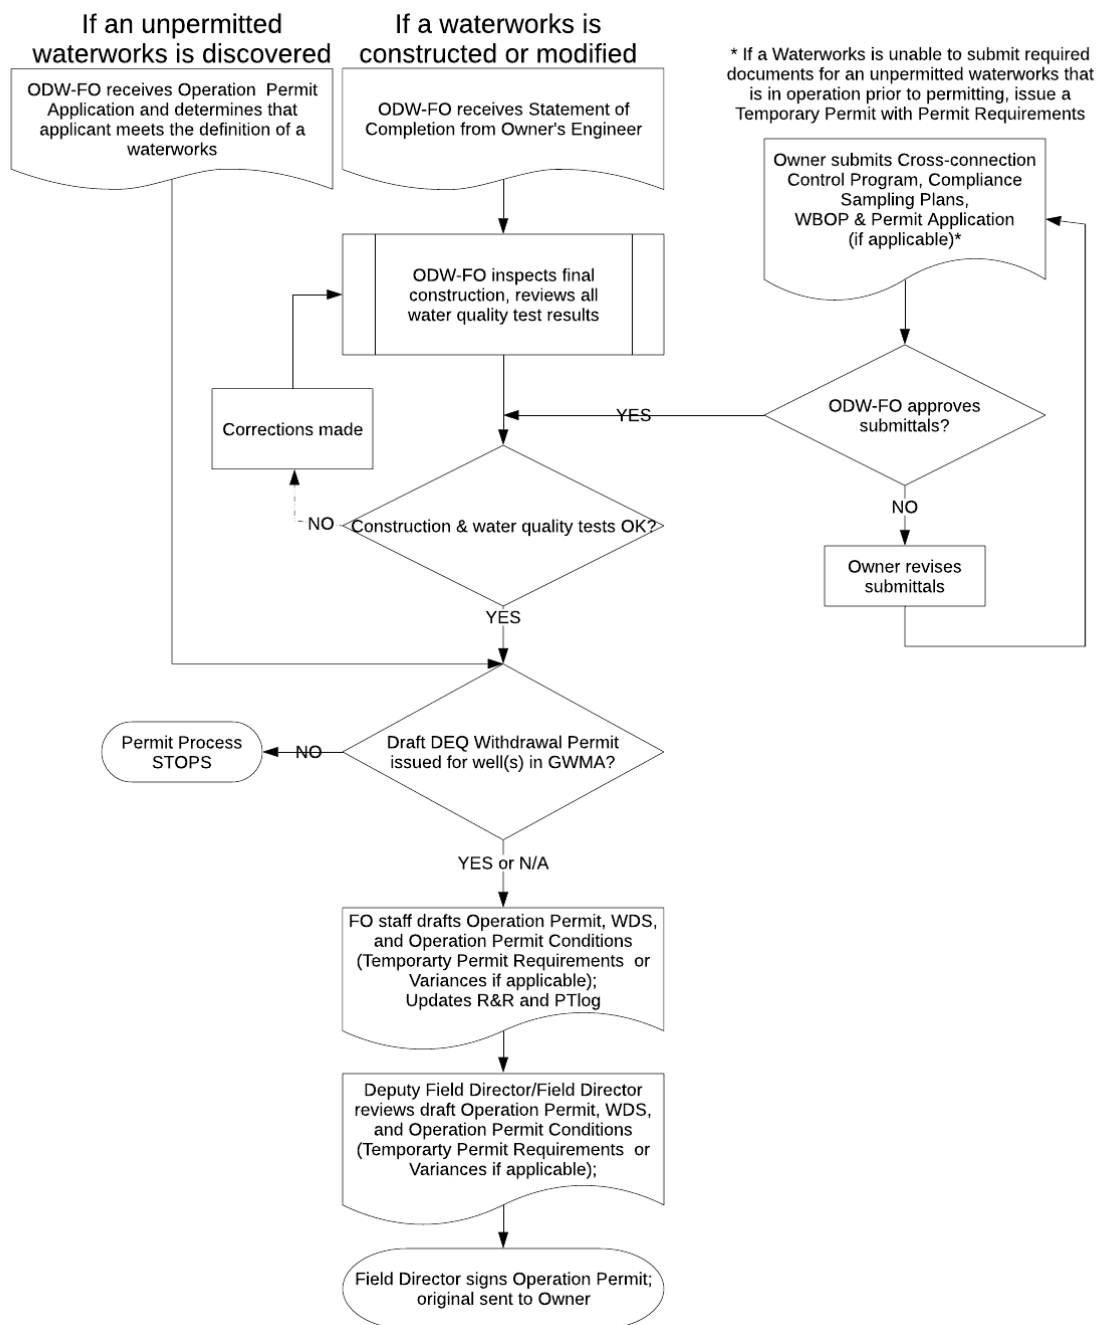 If an unpermitted
waterworks is discovered
If a waterworks is
constructed or modified
* If a Waterworks is unable to submit required
documents for an unpermitted waterworks that
is in operation prior to permitting, issue a
Temporary Permit with Permit Requirements
ODW-FO receives Operation  Permit
Application and determines that
applicant meets the definition of a
waterworks
ODW-FO receives Statement of
Completion from Owner's Engineer
Owner submits Cross-connection
Control Program, Compliance
Sampling Plans,
WBOP & Permit Application
(if applicable)*
ODW-FO inspects final
construction, reviews all
water quality test results
Corrections made
YES
ODW-FO approves
submittals?
NO
Construction & water quality tests OK?
NO
Owner revises
submittals
YES
Permit Process
STOPS
NO
Draft DEQ Withdrawal Permit
issued for well(s) in GWMA?
YES or N/A
FO staff drafts Operation Permit, WDS,
and Operation Permit Conditions
(Temporarty Permit Requirements  or
Variances if applicable);
Updates R&R and PTlog
Deputy Field Director/Field Director
reviews draft Operation Permit, WDS,
and Operation Permit Conditions
(Temporarty Permit Requirements  or
Variances if applicable);
Field Director signs Operation Permit;
original sent to Owner